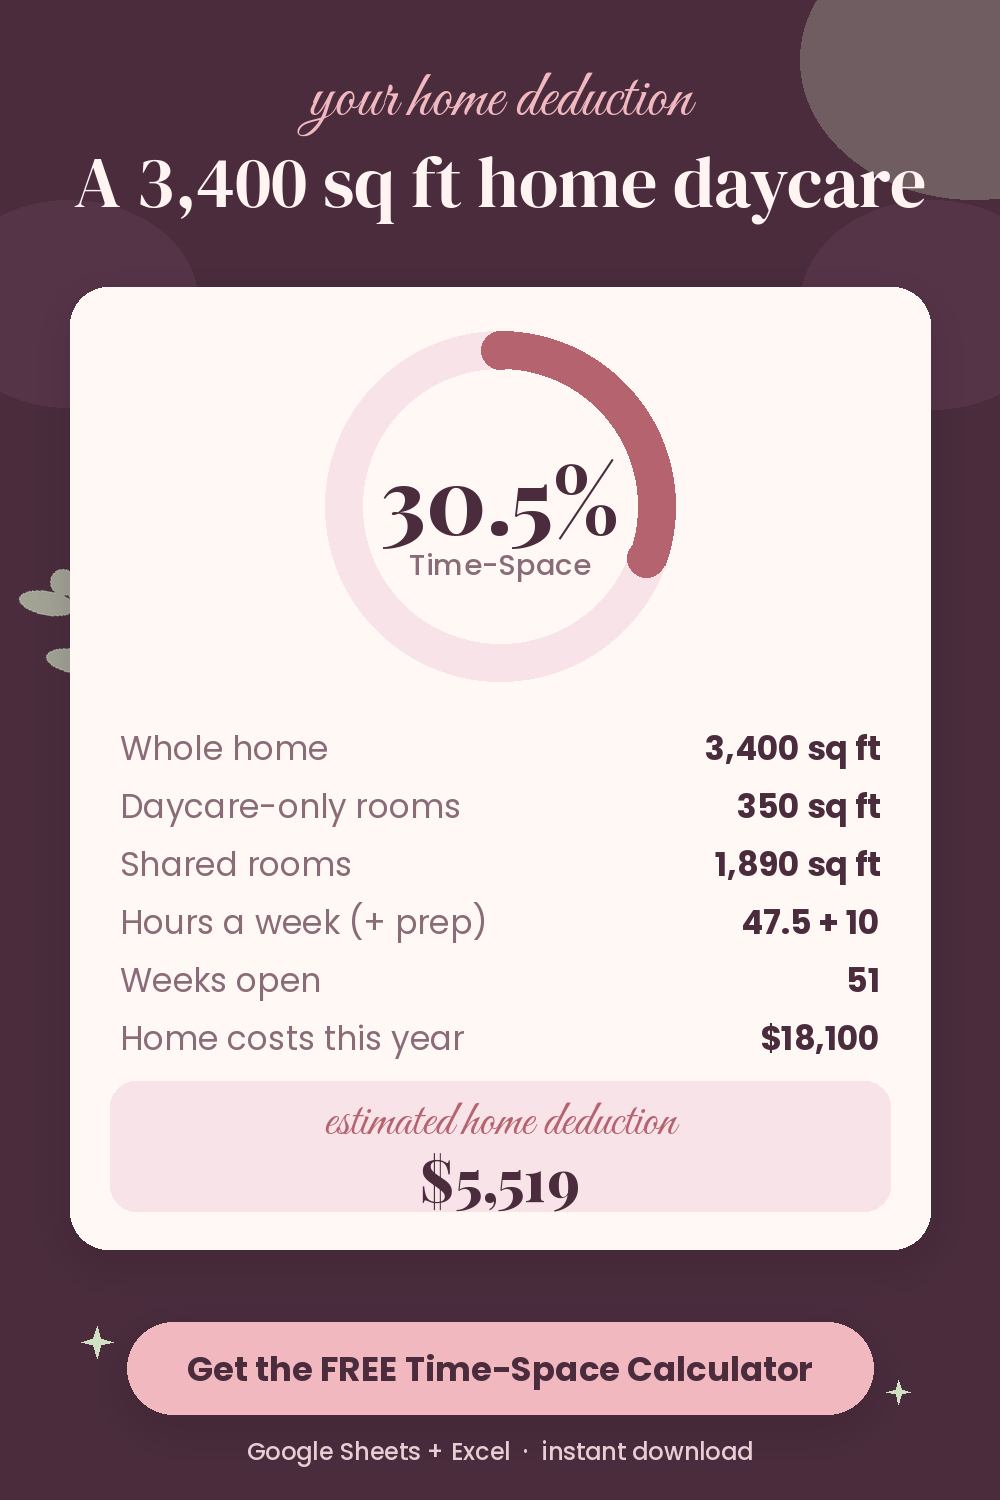 your home deduction
A 3,400 sq ft home daycare
30.5%
Time-Space
Whole home 3,400 sq ft
Daycare-only rooms 350 sq ft
Shared rooms 1,890 sq ft
Hours a week (+ prep) 47.5 + 10
Weeks open 51
Home costs this year $18,100
estimated home deduction
$5,519
Get the FREE Time-Space Calculator
Google Sheets + Excel · instant download